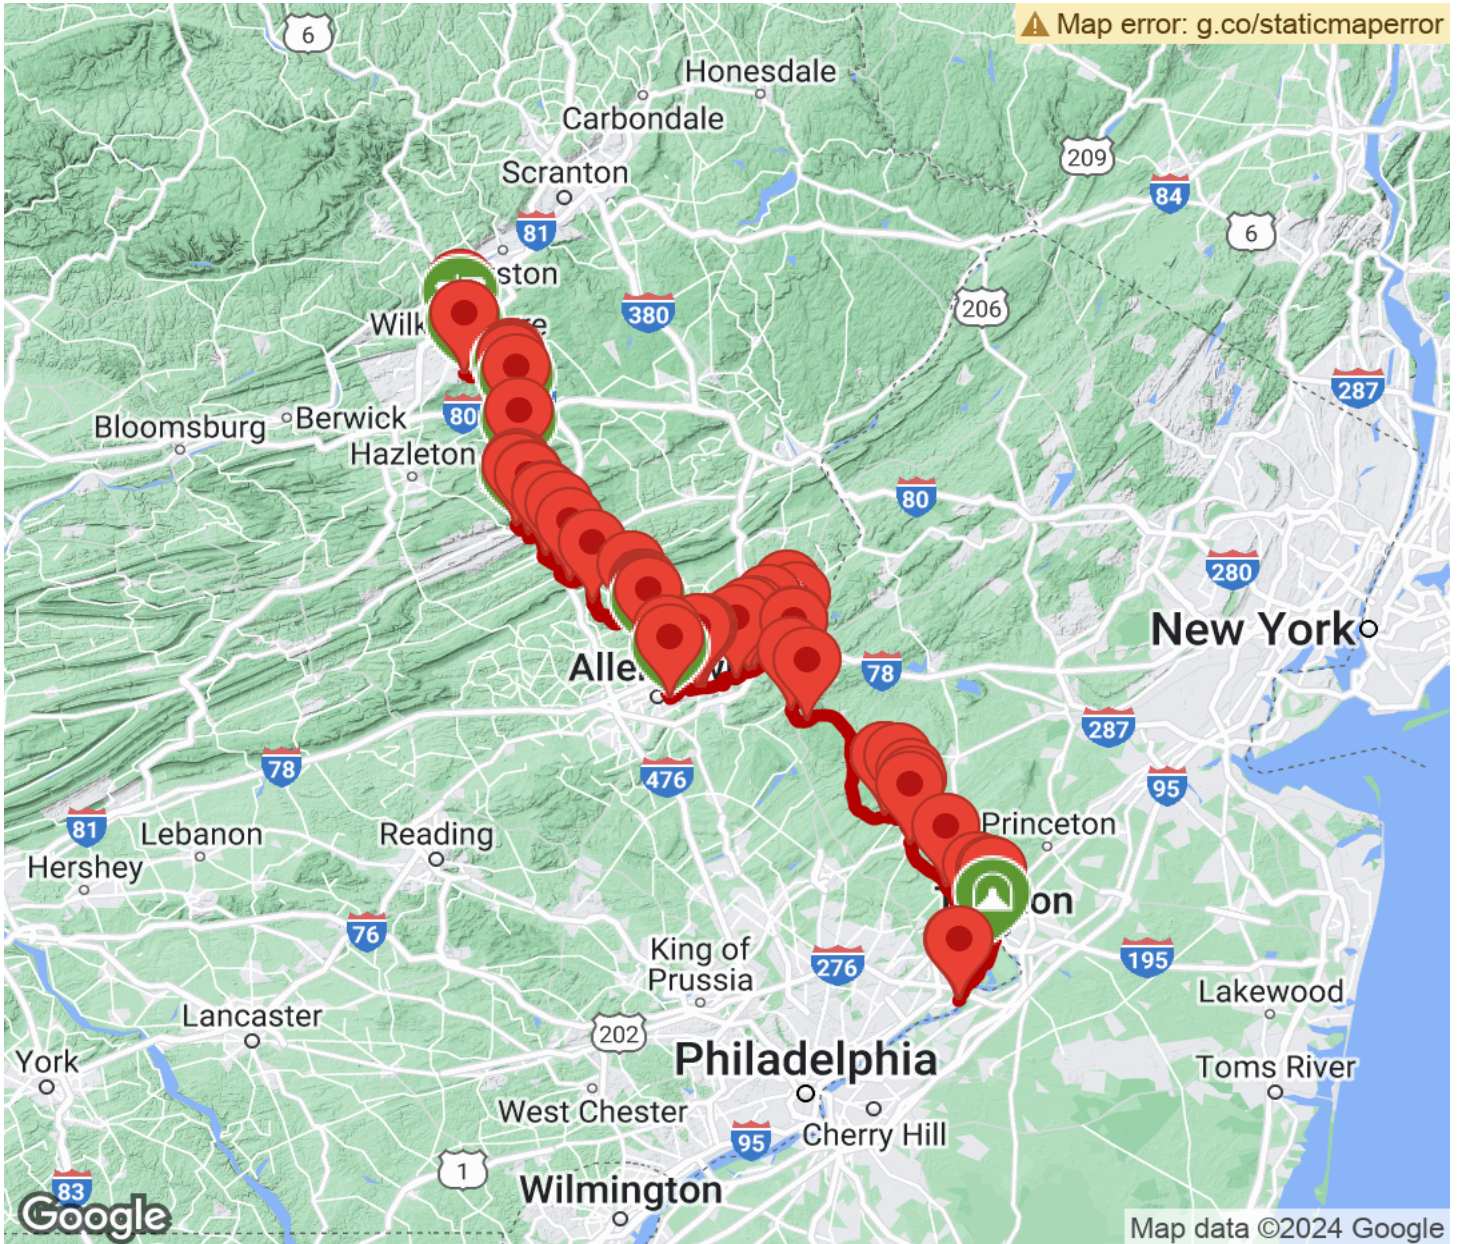 6
Map error: g.co/staticmaperror
Honesdale
Carbondale
209
Scranton
84
81
6
ston
206
380
Wilk
re
287
80
Berwick
Bloomsburg
Hazleton
80
280
New York
Alle
78
287
78
476
95
81
Lebanon
Reading
Princeton
Hershey
on
76
King of
Prussia
276
195
Lakewood
Lancaster
202
York
Philadelphia
Toms River
West Chester
95
Cherry Hill
1
83
Wilmington
Google
Map data ©2024 Google